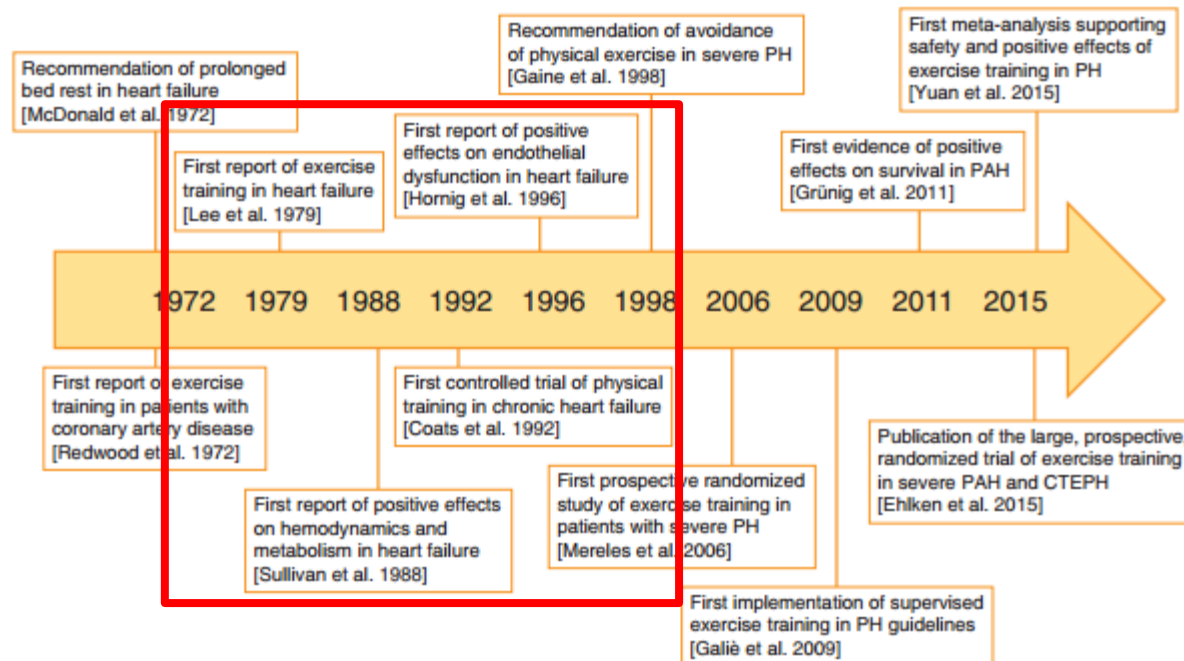 Recommendation of prolonged
bed rest in heart failure
[McDonald et al. 1972]
First report of exercise
training in heart failure
[Lee et al. 1979]
First report of positive
effects on endothelial
dysfunction in heart failure
[Hornig et al. 1996]
Recommendation of avoidance
of physical exercise in severe PH
[Gaine et al. 1998]
First evidence of positive
effects on survival in PAH
[Grünig et al. 2011]
First meta-analysis supporting
safety and positive effects of
exercise training in PH
[Yuan et al. 2015]
1972 1979 1988 1992 1996 1998 2006 2009 2011 2015
First report of exercise
training in patients with
coronary artery disease
[Redwood et al. 1972]
First report of positive effects
on hemodynamics and
metabolism in heart failure
[Sullivan et al. 1988]
First controlled trial of physical
training in chronic heart failure
[Coats et al. 1992]
First prospective randomized
study of exercise training in
patients with severe PH
[Mereles et al. 2006]
First implementation of supervised
exercise training in PH guidelines
[Galiè et al. 2009]
Publication of the large, prospective,
randomized trial of exercise training
in severe PAH and CTEPH
[Ehlken et al. 2015]